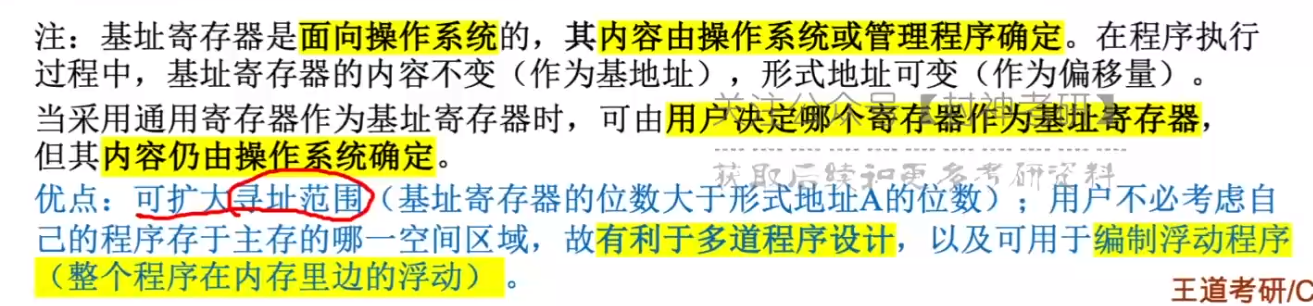 注：基址寄存器是面向操作系统的，其内容由操作系统或管理程序确定。在程序执行
过程中，基址寄存器的内容不变（作为基地址），形式地址可变（作为偏移量）。
关注公众号【封神考研】
当采用通用寄存器作为基址寄存器时，可由用户决定哪个寄存器作为基址寄存器，
但其内容仍由操作系统确定。
获取后续和更多考研资料
优点：可扩大寻址范围（基址寄存器的位数大于形式地址A的位数）；用户不必考虑自
己的程序存于主存的哪一空间区域，故有利于多道程序设计，以及可用于编制浮动程序
（整个程序在内存里边的浮动）。
王道考研/C